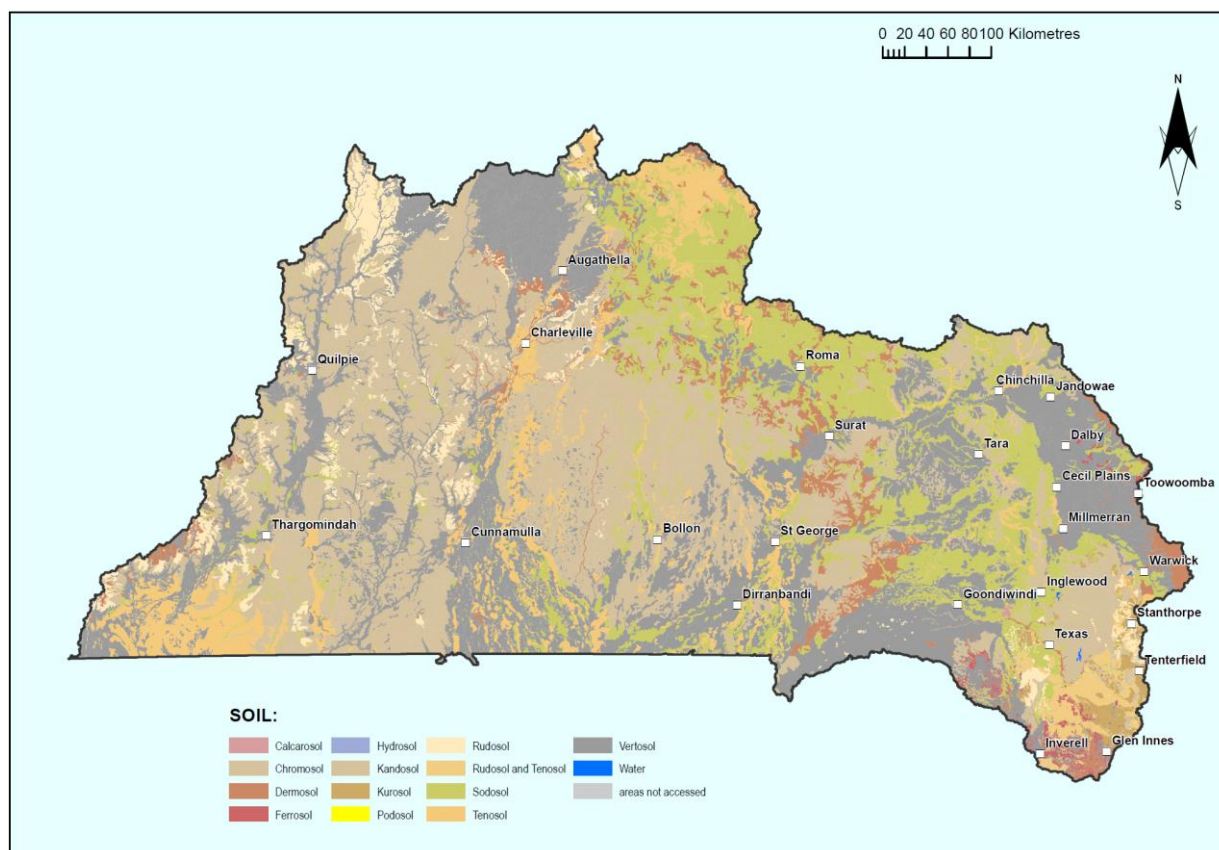 0 20 40 60 80 100 Kilometres
N
S
Augathella
Charleville
Quilpie
Roma
Chinchilla
Jandowae
Surat
Dalby
Tara
Cecil Plains
Toowoomba
Millmerran
Thargomindah
Cunnamulla
Bollon
St George
Warwick
Dirranbandi
Goondiwindi
Inglewood
Stanthorpe
Texas
Tenterfield
Inverell
Glen Innes
SOIL:
Calcarosol
Hydrosol
Rudosol
Vertosol
Chromosol
Kandosol
Rudosol and Tenosol
Water
Dermosol
Kurosol
Sodosol
areas not accessed
Ferrosol
Podosol
Tenosol